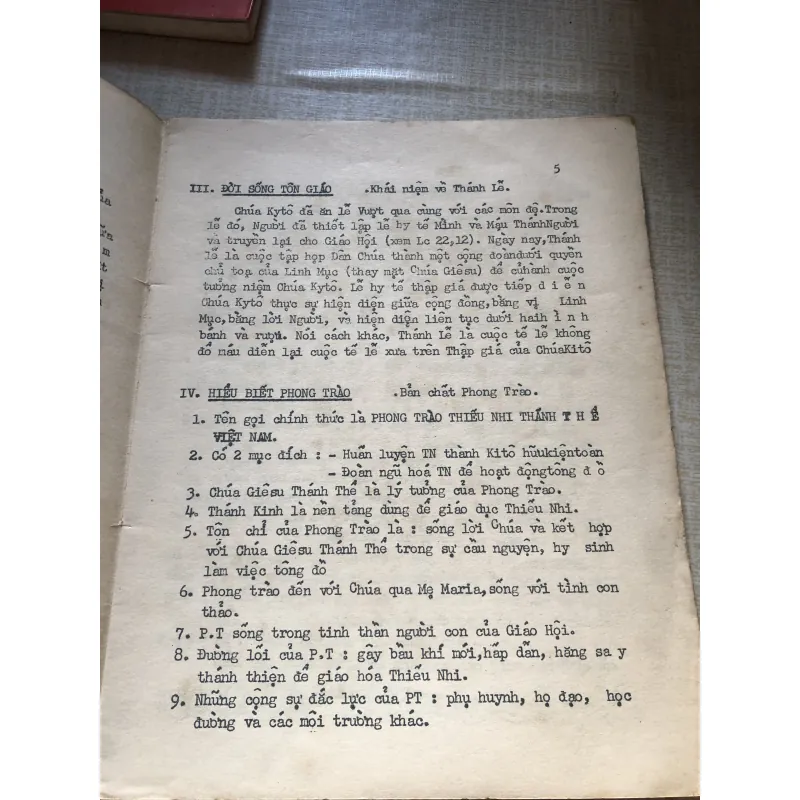 5
III. ĐỜI SỐNG TÔN GIÁO .Khái niệm về Thánh Lễ.
Chúa Kytô đã ăn lễ Vượt qua cùng với các môn đệ.Trong
lễ đó, Người đã thiết lập lễ hy tế Mình và Máu ThánhNgười
và truyền lại cho Giáo Hội (xem Lc 22,12). Ngày nay,Thánh
lễ là cuộc tập hợp Dân Chúa thành một cộng đoàndưới quyền
chủ toạ của Linh Mục (thay mặt Chúa Giêsu) để cửhành cuộc
tưởng niệm Chúa Kytô. Lễ hy tế thập giá được tiếp d i ễ n
Chúa Kytô thực sự hiện diện giữa cộng đồng,bằng vị Linh
Mục,bằng lời Người, và hiện diện liên tục dưới haih ì n h
bánh và rượu. Nói cách khác, Thánh Lễ là cuộc tế lễ không
đổ máu diễn lại cuộc tế lễ xưa trên Thập giá của ChúaKitô
IV. HIỂU BIẾT PHONG TRÀO .Bản chất Phong Trào.
1. Tên gọi chính thức là PHONG TRÀO THIẾU NHI THÁNH T H Ể
VIỆT NAM.
2. Có 2 mục đích : - Huấn luyện TN thành Kitô hữukiệntoàn
- Đoàn ngũ hoá TN để hoạt độngtông đ ồ
3. Chúa Giêsu Thánh Thể là lý tưởng của Phong Trào.
4. Thánh Kinh là nền tảng dùng để giáo dục Thiếu Nhi.
5. Tôn chỉ của Phong Trào là : sống lời Chúa và kết hợp
với Chúa Giêsu Thánh Thể trong sự cầu nguyện, hy sinh
làm việc tông đồ
6. Phong trào đến với Chúa qua Mẹ Maria,sống với tình con
thảo.
7. P.T sống trong tinh thần người con của Giáo Hội.
8. Đường lối của P.T : gây bầu khí mới,hấp dẫn, hăng sa y
thánh thiện để giáo hóa Thiếu Nhi.
9. Những cộng sự đắc lực của PT : phụ huynh, họ đạo, học
đường và các môi trường khác.